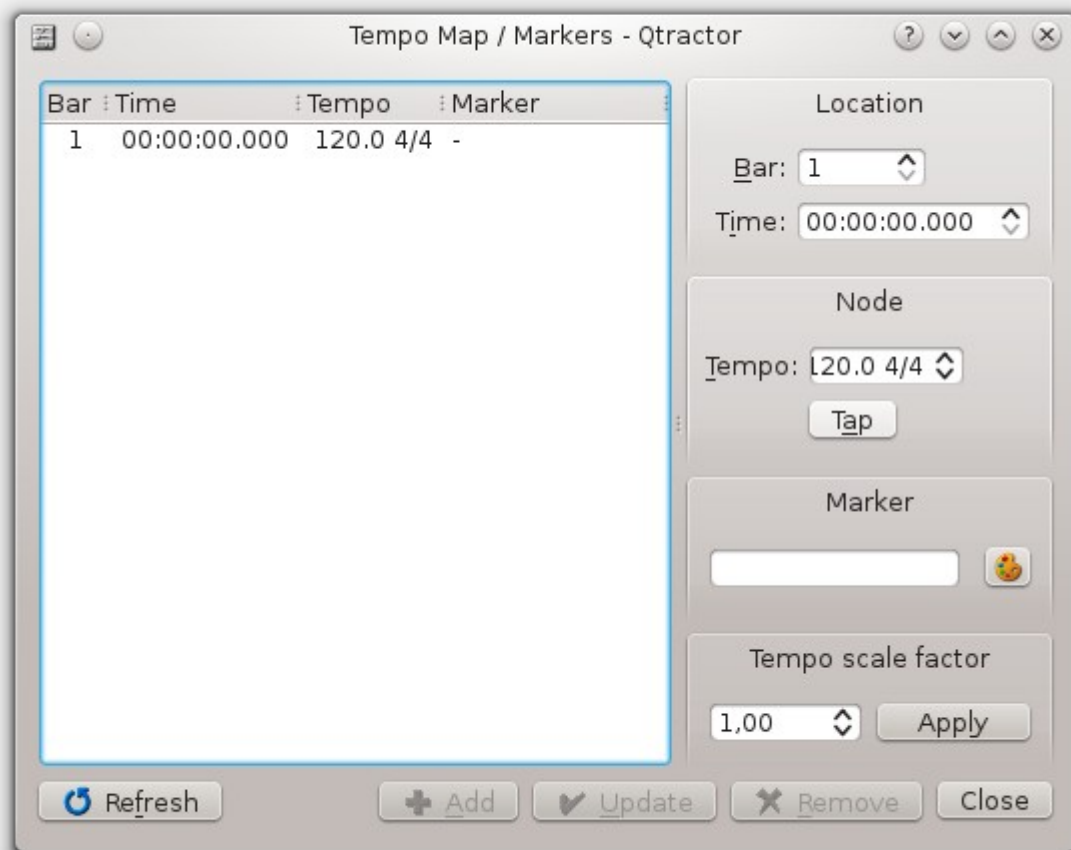 Tempo Map / Markers - Qtractor
Bar Time Tempo Marker
1 00:00:00.000 120.0 4/4 -
Location
Bar: 1
Time: 00:00:00.000
Node
Tempo: 120.0 4/4
Tap
Marker
Tempo scale factor
1,00 Apply
Refresh Add Update Remove Close